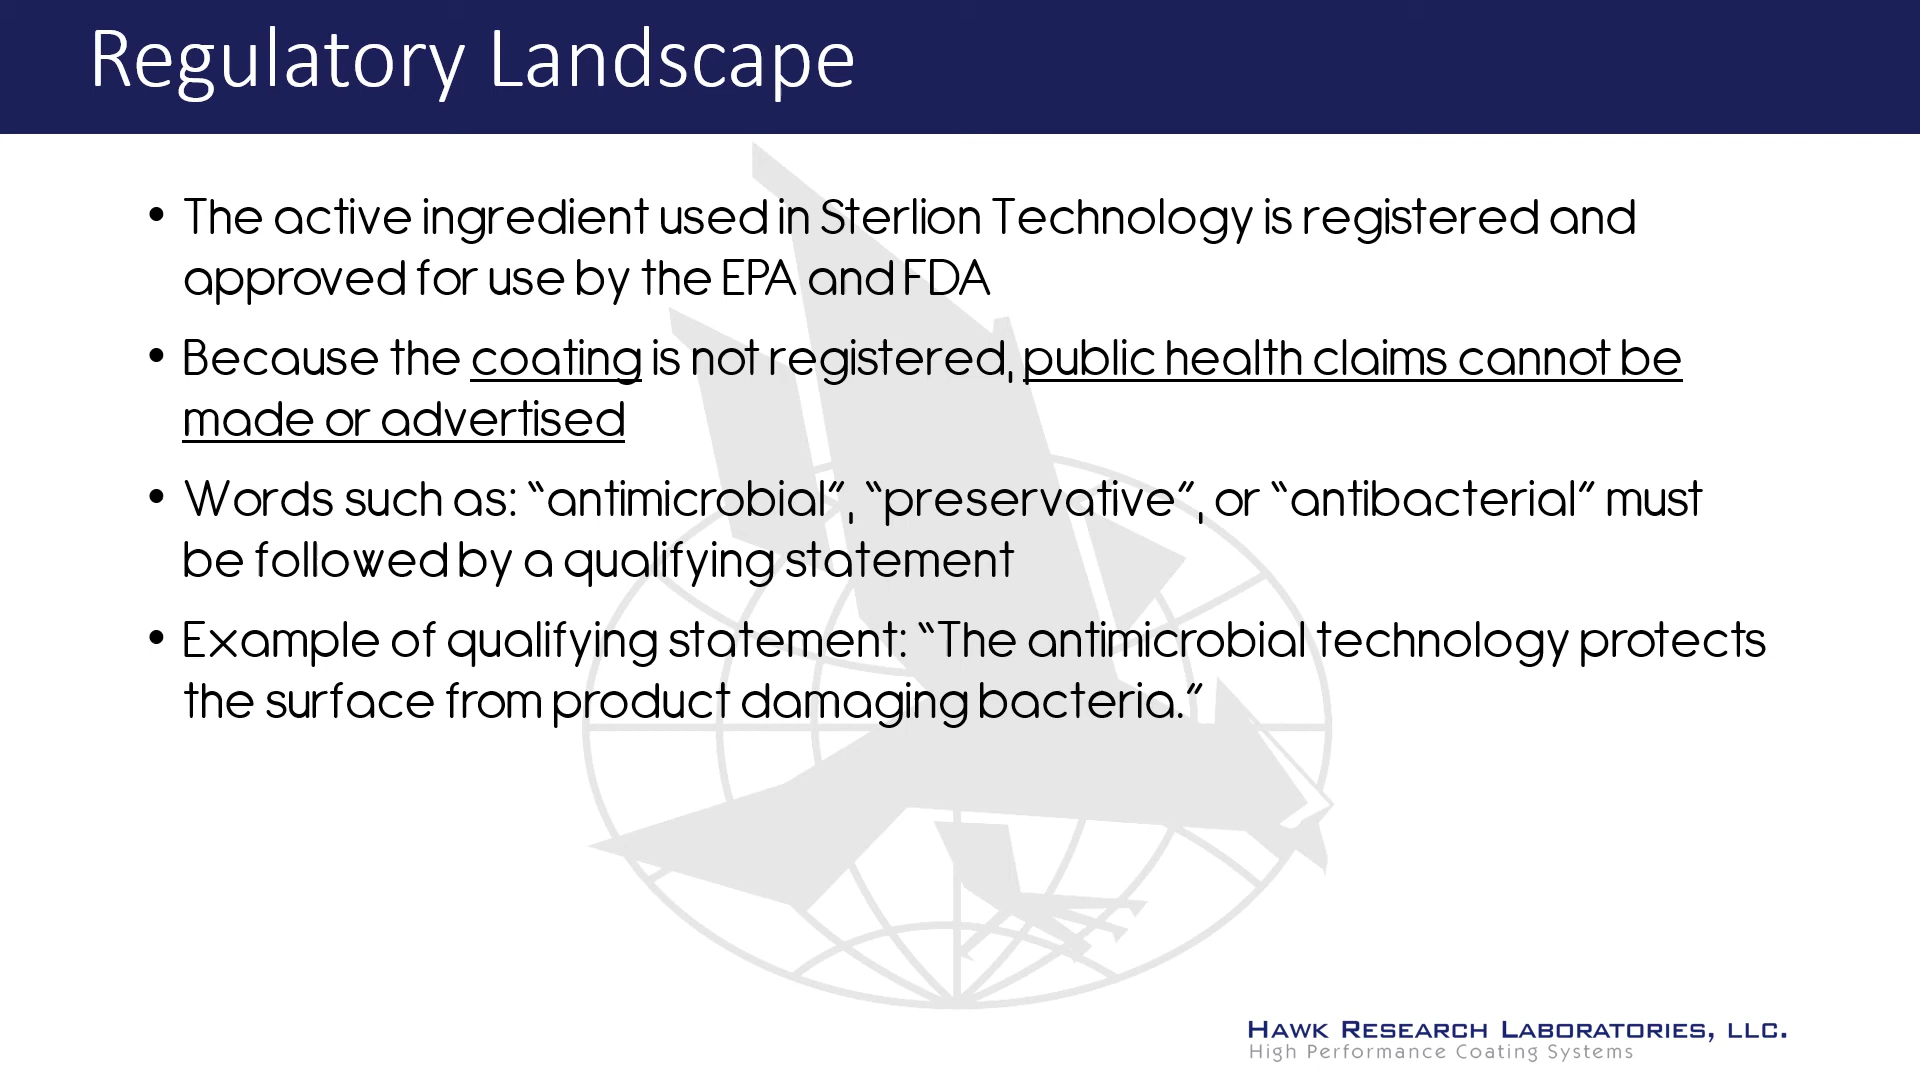 Regulatory Landscape
• The active ingredient used in Sterlion Technology is registered and
approved for use by the EPA and FDA
• Because the coating is not registered, public health claims cannot be
made or advertised
• Words such as: “antimicrobial”, “preservative”, or “antibacterial” must
be followed by a qualifying statement
• Example of qualifying statement: “The antimicrobial technology protects
the surface from product damaging bacteria.”
HAWK RESEARCH LABORATORIES, LLC.
High Performance Coating Systems